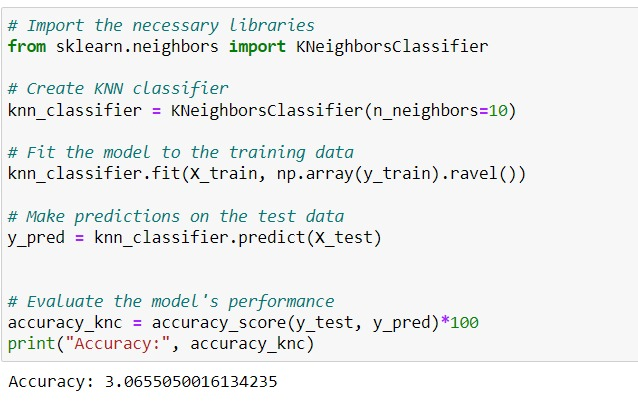 # Import the necessary libraries
from sklearn.neighbors import KNeighborsClassifier
# Create KNN classifier
knn_classifier = KNeighborsClassifier(n_neighbors=10)
# Fit the model to the training data
knn_classifier.fit(X_train, np.array(y_train).ravel())
# Make predictions on the test data
y_pred = knn_classifier.predict(X_test)
# Evaluate the model's performance
accuracy_knc = accuracy_score(y_test, y_pred)*100
print("Accuracy:", accuracy_knc)
Accuracy: 3.0655050016134235